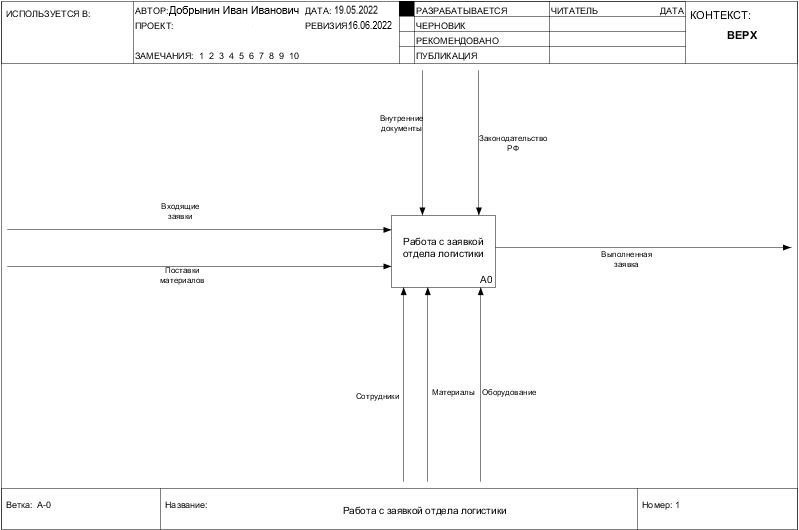 ИСПОЛЬЗУЕТСЯ В:
АВТОР:Добрынин Иван Иванович ДАТА: 19.05.2022
ПРОЕКТ: РЕВИЗИЯ16.06.2022
ЗАМЕЧАНИЯ: 1 2 3 4 5 6 7 8 9 10
РАЗРАБАТЫВАЕТСЯ
ЧЕРНОВИК
РЕКОМЕНДОВАНО
ПУБЛИКАЦИЯ
ЧИТАТЕЛЬ ДАТА
КОНТЕКСТ:
ВЕРХ
Внутренние
документы
Законодательство
РФ
Входящие
заявки
Поставки
материалов
Работа с заявкой
отдела логистики
A0
Выполненная
заявка
Сотрудники
Материалы
Оборудование
Ветка: A-0
Название:
Работа с заявкой отдела логистики
Номер: 1